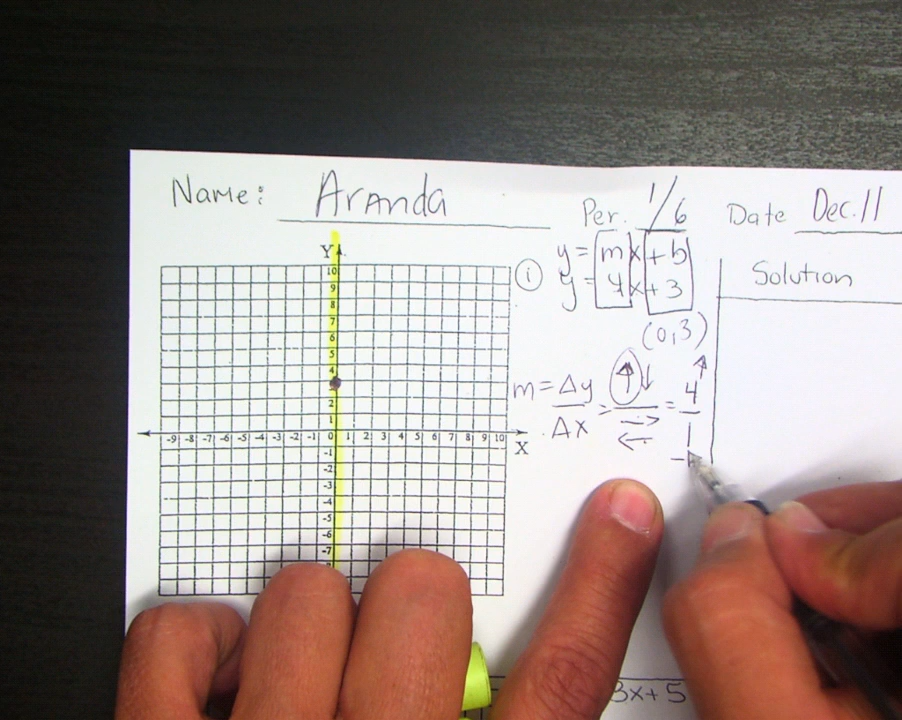 Name: Aranda Per. 1/6 Date Dec. 11
Y
10
9
8
7
6
5
4
2
1
-9 -8 -7 -6 -5 -4 -3 -2 -1 0 1 2 3 4 5 6 7 8 9 10 X
-1
-2
-3
-4
-5
-6
-7
① y = mx + b
y = 4x + 3
(0,3)
m = Δy/Δx = ↑↓/→← = 4/1
Solution
3x + 5